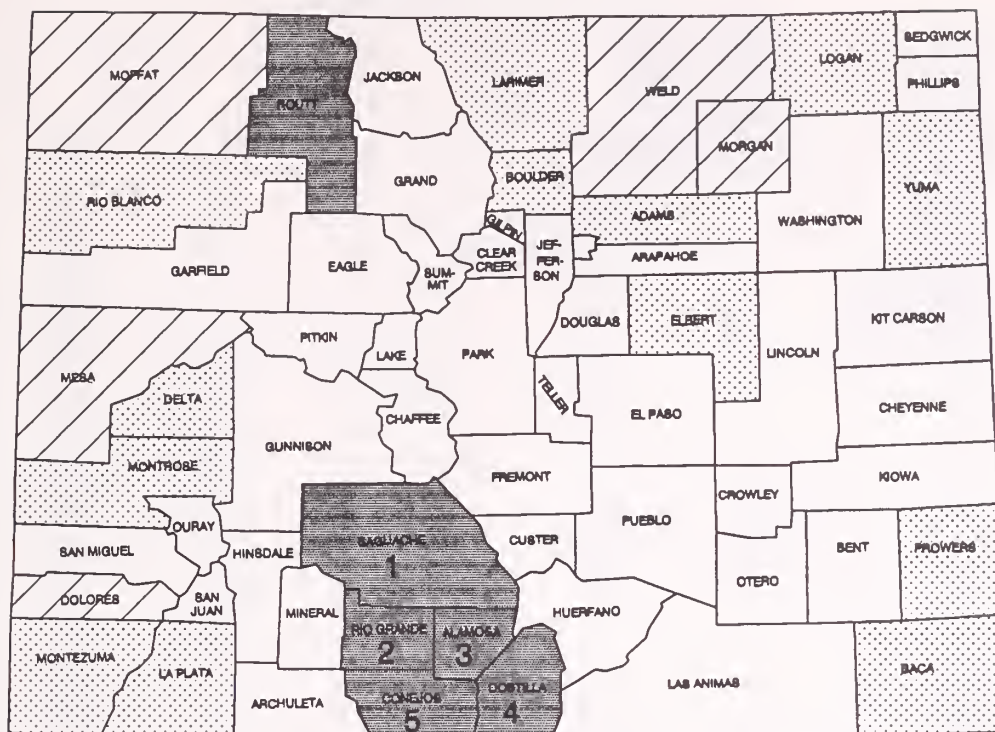 SEDGWICK
MOFFAT
JACKSON
LARIMER
LOGAN
PHILLIPS
ROUTT
WELD
MORGAN
GRAND
BOULDER
RIO BLANCO
YUMA
ADAMS
WASHINGTON
GILPIN
GARFIELD
EAGLE
SUM-
MIT
CLEAR
CREEK
JEF-
FER-
SON
ARAPAHOE
DOUGLAS
ELBERT
KIT CARSON
PITKIN
LAKE
PARK
LINCOLN
MESA
DELTA
TELLER
EL PASO
CHEYENNE
CHAFFEE
GUNNISON
MONTROSE
FREMONT
KIOWA
CROWLEY
OURAY
PUEBLO
SAN MIGUEL
HINSDALE
SAGUACHE
1
CUSTER
BENT
PROWERS
OTERO
DOLORES
SAN
JUAN
MINERAL
HUERFANO
RIO GRANDE
2
ALAMOSA
3
MONTEZUMA
LA PLATA
COSTILLA
4
LAS ANIMAS
BACA
ARCHULETA
CONEJOS
5